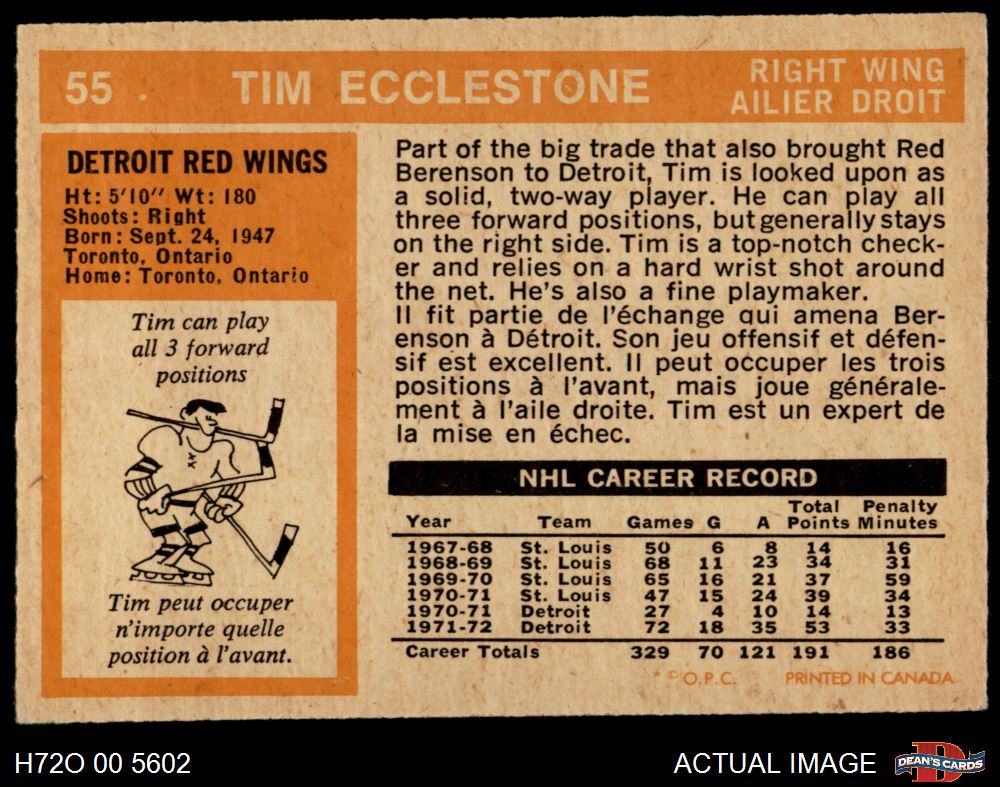 55 .
TIM ECCLESTONE
RIGHT WING
AILIER DROIT
DETROIT RED WINGS
Ht: 5'10" Wt: 180
Shoots: Right
Born: Sept. 24, 1947
Toronto, Ontario
Home: Toronto, Ontario
Tim can play
all 3 forward
positions
Tim peut occuper
n'importe quelle
position à l'avant.
Part of the big trade that also brought Red
Berenson to Detroit, Tim is looked upon as
a solid, two-way player. He can play all
three forward positions, but generally stays
on the right side. Tim is a top-notch check-
er and relies on a hard wrist shot around
the net. He's also a fine playmaker.
Il fit partie de l'échange qui amena Ber-
enson à Détroit. Son jeu offensif et défen-
sif est excellent. Il peut occuper les trois
positions à l'avant, mais joue générale-
ment à l'aile droite. Tim est un expert de
la mise en échec.
NHL CAREER RECORD
Year Team Games G A Total Points Penalty Minutes
1967-68 St. Louis 50 6 8 14 16
1968-69 St. Louis 68 11 23 34 31
1969-70 St. Louis 65 16 21 37 59
1970-71 St. Louis 47 15 24 39 34
1970-71 Detroit 27 4 10 14 13
1971-72 Detroit 72 18 35 53 33
Career Totals 329 70 121 191 186
* © O.P.C. PRINTED IN CANADA
H72O 00 5602
ACTUAL IMAGE
D
DEAN'S CARDS